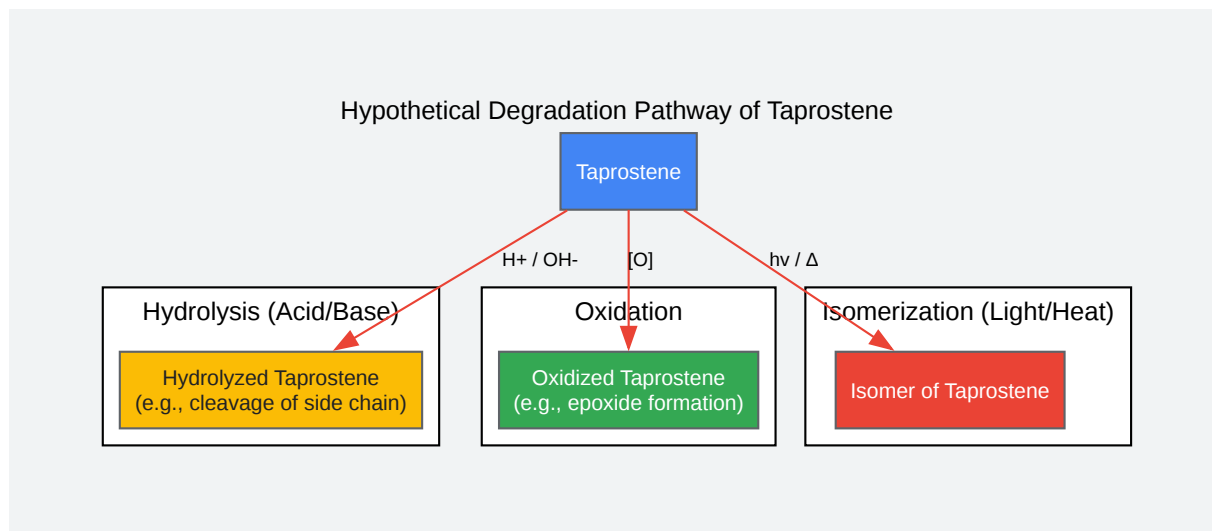 Hypothetical Degradation Pathway of Taprostene
Taprostene
H+ / OH-
[O]
hv / Δ
Hydrolysis (Acid/Base)
Oxidation
Isomerization (Light/Heat)
Hydrolyzed Taprostene
(e.g., cleavage of side chain)
Oxidized Taprostene
(e.g., epoxide formation)
Isomer of Taprostene